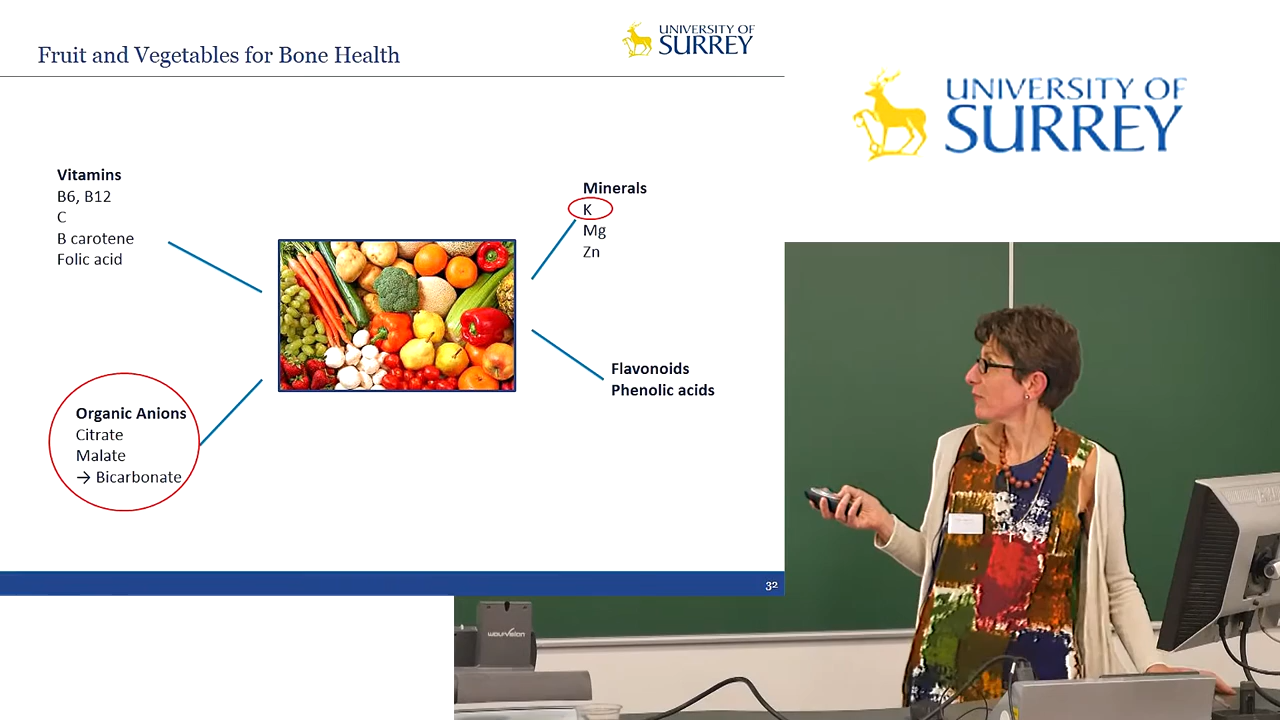 Fruit and Vegetables for Bone Health
UNIVERSITY OF
SURREY
UNIVERSITY OF
SURREY
Vitamins
B6, B12
C
B carotene
Folic acid
Minerals
K
Mg
Zn
Flavonoids
Phenolic acids
Organic Anions
Citrate
Malate
→ Bicarbonate
32
wolfvision